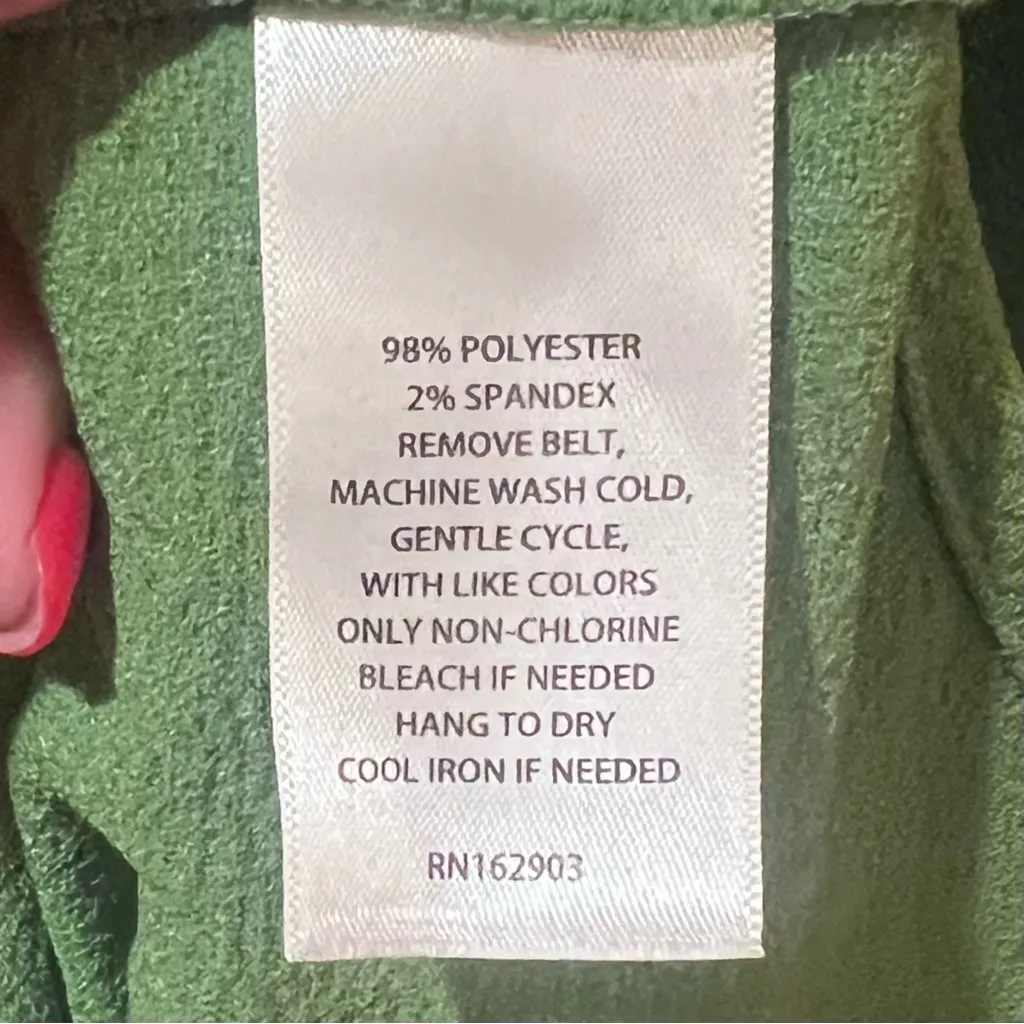 98% POLYESTER
2% SPANDEX
REMOVE BELT,
MACHINE WASH COLD,
GENTLE CYCLE,
WITH LIKE COLORS
ONLY NON-CHLORINE
BLEACH IF NEEDED
HANG TO DRY
COOL IRON IF NEEDED
RN162903